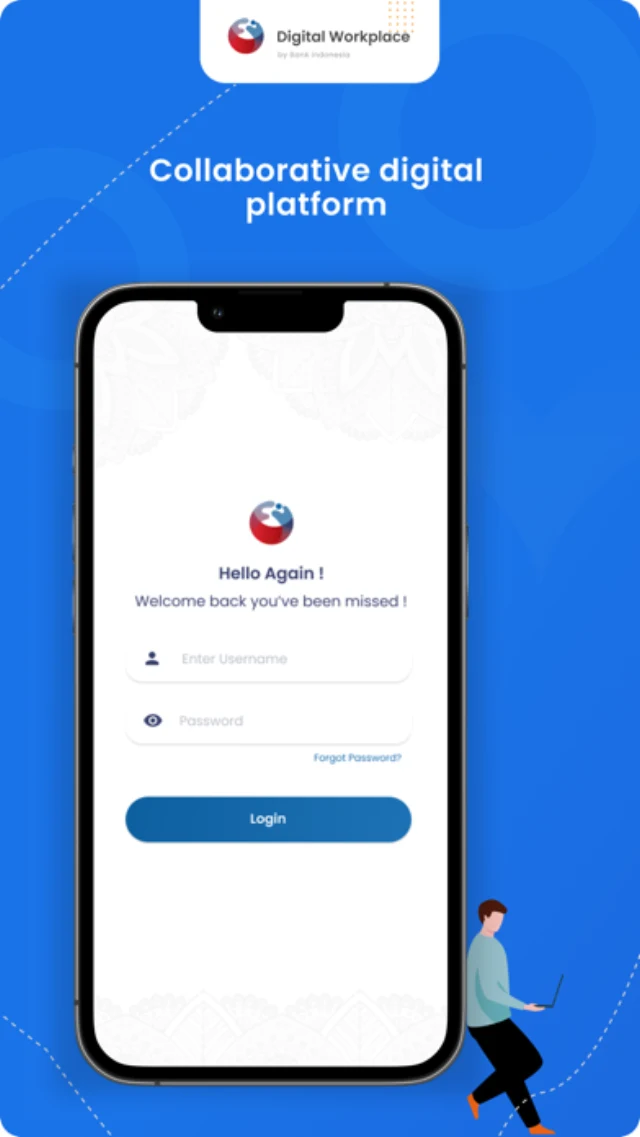 Digital Workplace
by Bank Indonesia
Collaborative digital
platform
Hello Again !
Welcome back you've been missed !
Enter Username
Password
Forgot Password?
Login